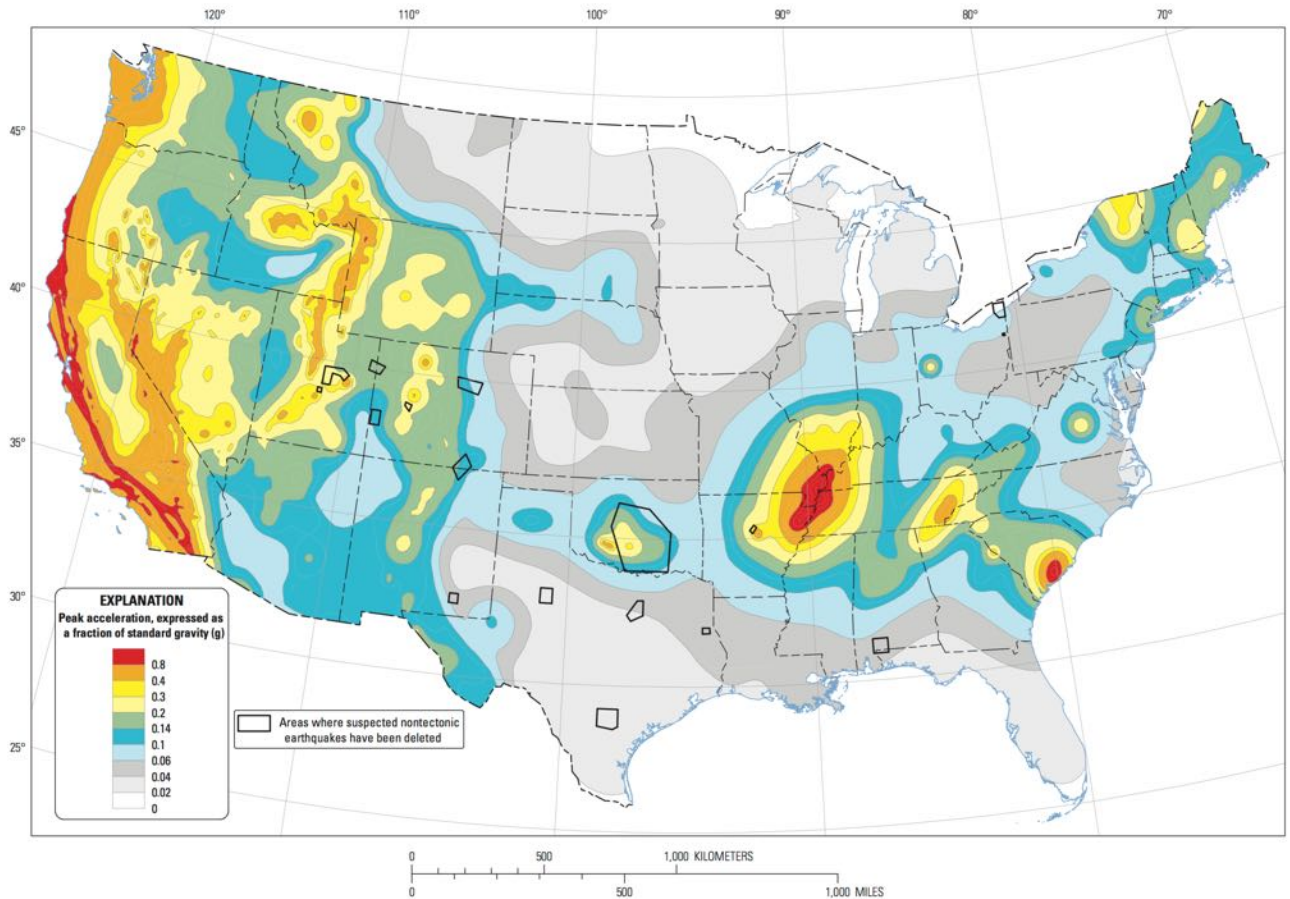 120° 110° 100° 90° 80° 70°
45°
40°
35°
30°
25°
EXPLANATION
Peak acceleration, expressed as
a fraction of standard gravity (g)
0.8
0.4
0.3
0.2
0.14
0.1
0.06
0.04
0.02
0
Areas where suspected nontectonic
earthquakes have been deleted
0 500 1,000 KILOMETERS
0 500 1,000 MILES